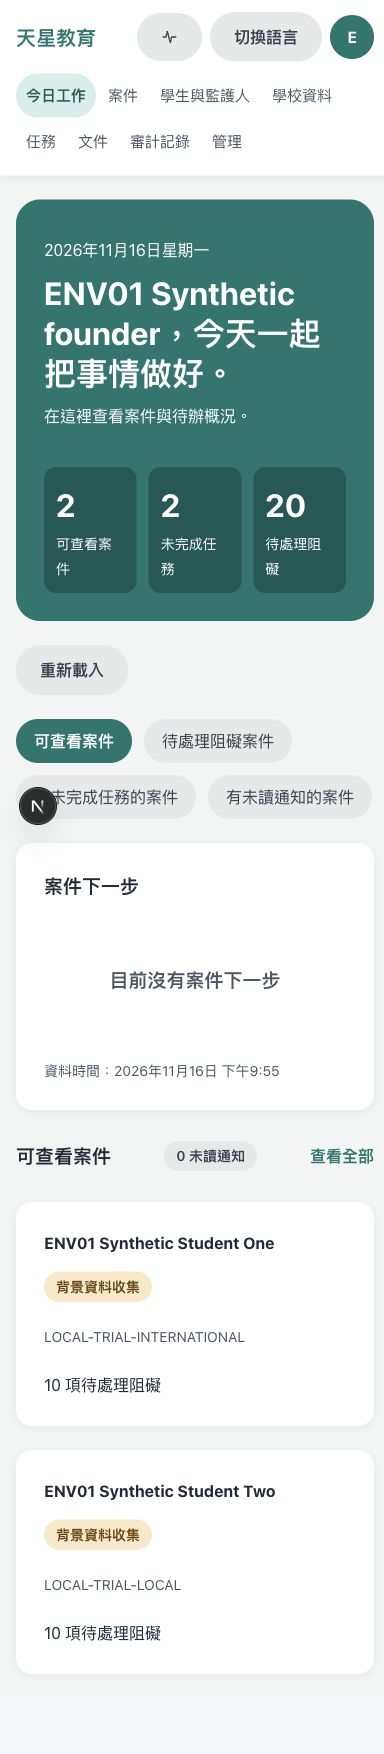 天星教育
切換語言
E
今日工作 案件 學生與監護人 學校資料
任務 文件 審計記錄 管理
2026年11月16日星期一
ENV01 Synthetic
founder，今天一起
把事情做好。
在這裡查看案件與待辦概況。
2 2 20
可查看案 未完成任 待處理阻
件 務 礙
重新載入
可查看案件 待處理阻礙案件
未完成任務的案件 有未讀通知的案件
N
案件下一步
目前沒有案件下一步
資料時間：2026年11月16日 下午9:55
可查看案件 0 未讀通知 查看全部
ENV01 Synthetic Student One
背景資料收集
LOCAL-TRIAL-INTERNATIONAL
10 項待處理阻礙
ENV01 Synthetic Student Two
背景資料收集
LOCAL-TRIAL-LOCAL
10 項待處理阻礙